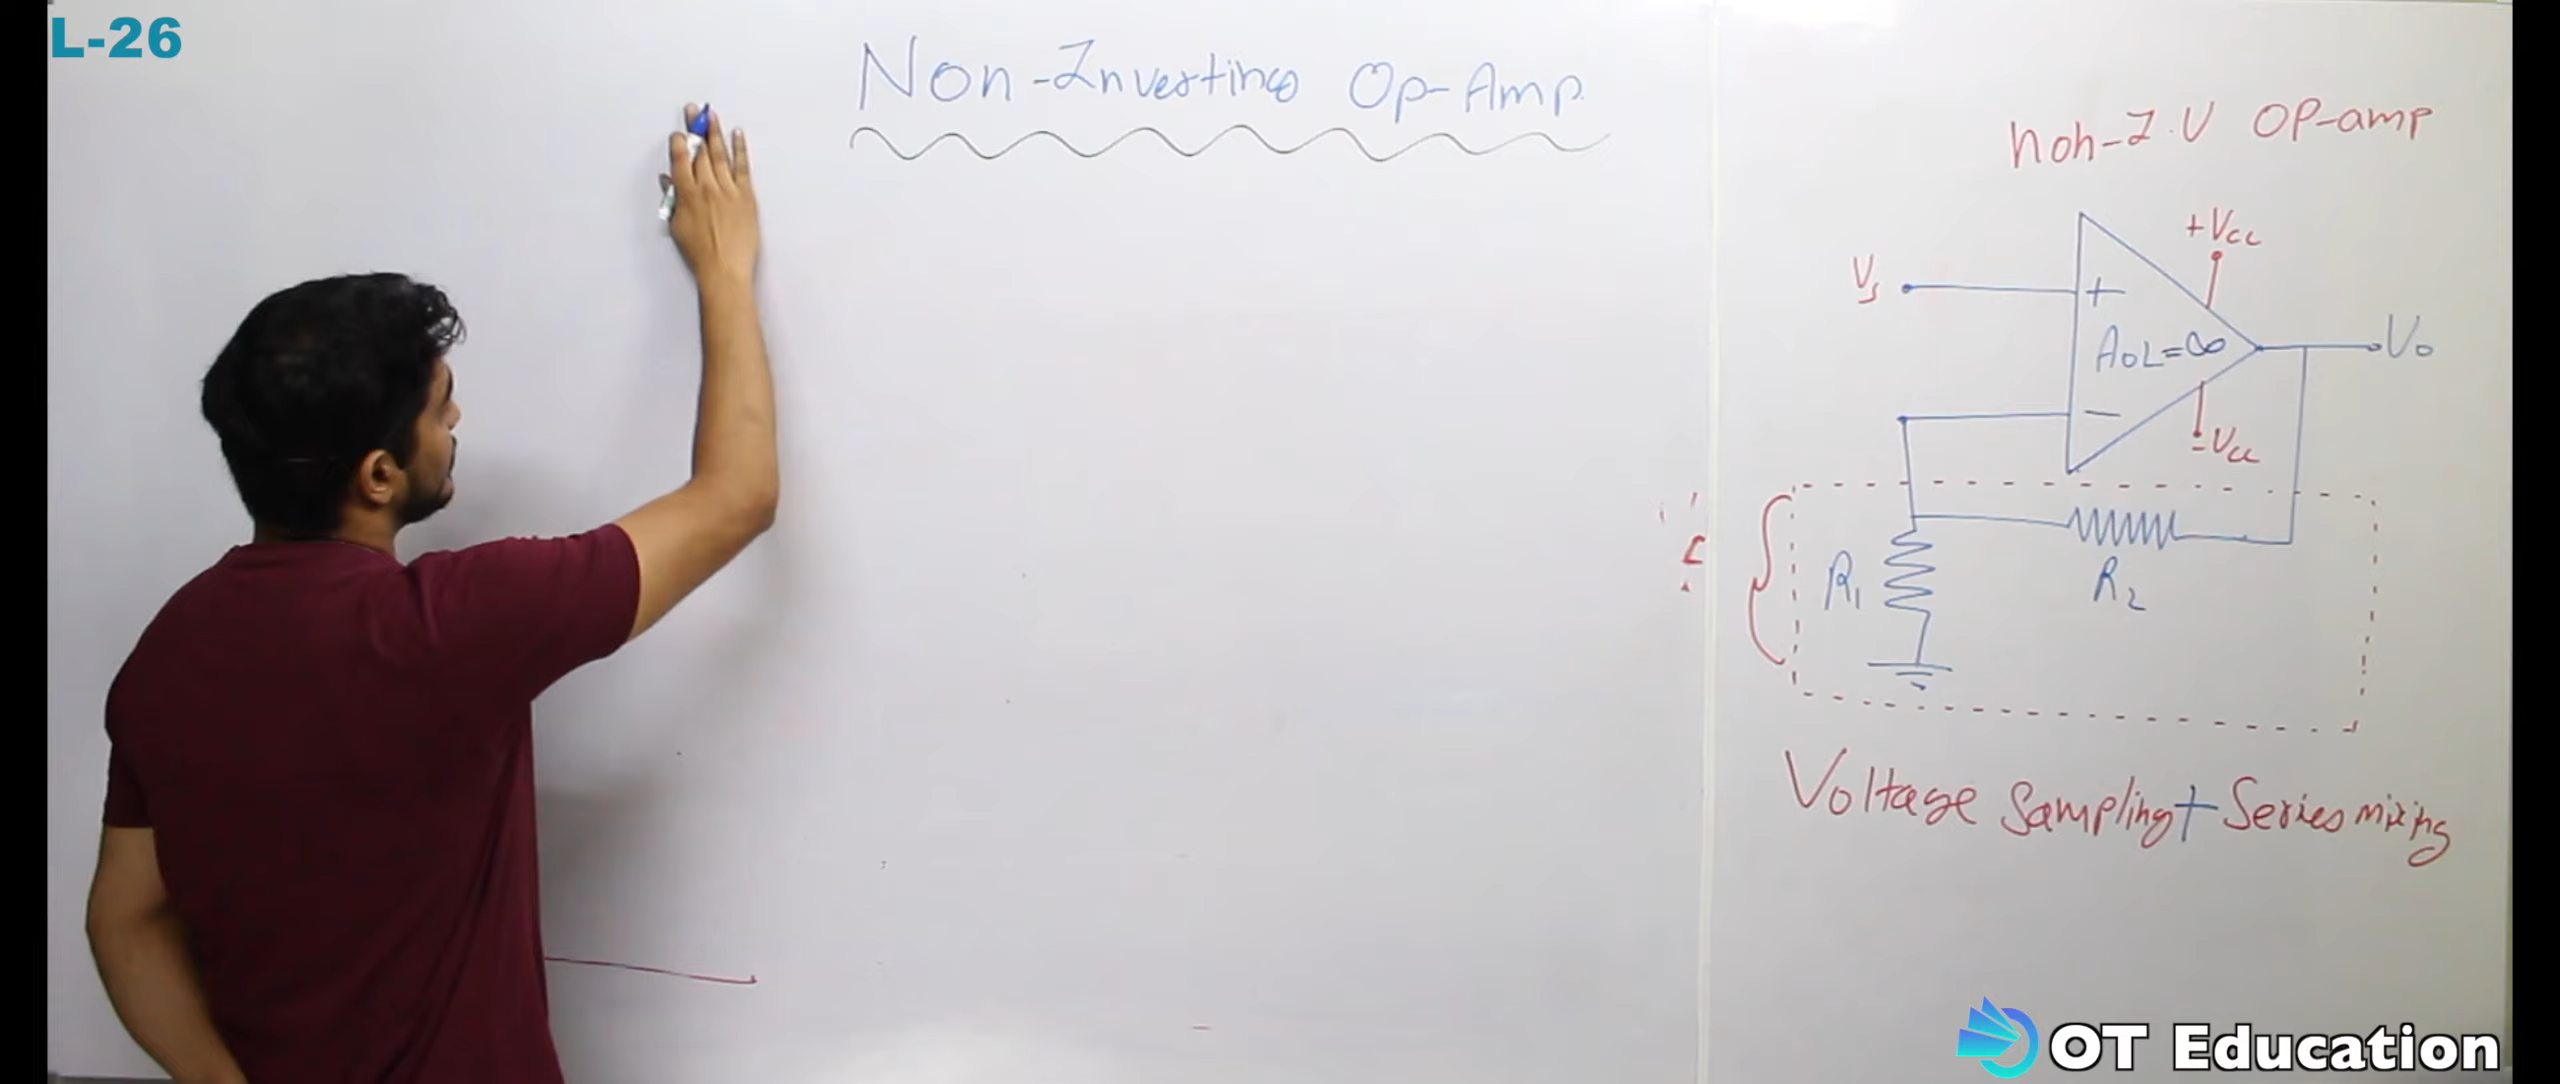 L-26
Non-Inverting Op-Amp
non-I.V OP-amp
+Vcc
Vs
+
AOL=∞
Vo
-
-Vcc
R1
R2
Voltage Sampling + Series mixing
OT Education